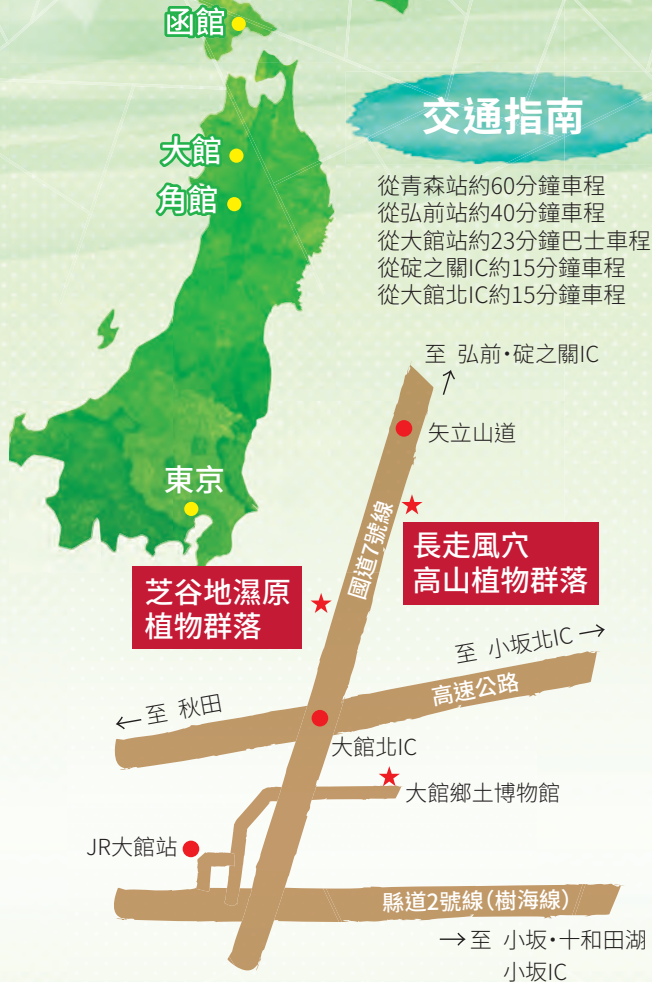 函館
大館
角館
東京
交通指南
從青森站約60分鐘車程
從弘前站約40分鐘車程
從大館站約23分鐘巴士車程
從碇之關IC約15分鐘車程
從大館北IC約15分鐘車程
至 弘前・碇之關IC
矢立山道
國道7號線
長走風穴
高山植物群落
芝谷地濕原
植物群落
至 小坂北IC→
高速公路
←至 秋田
大館北IC
大館鄉土博物館
JR大館站
縣道2號線(樹海線)
→至 小坂・十和田湖
小坂IC